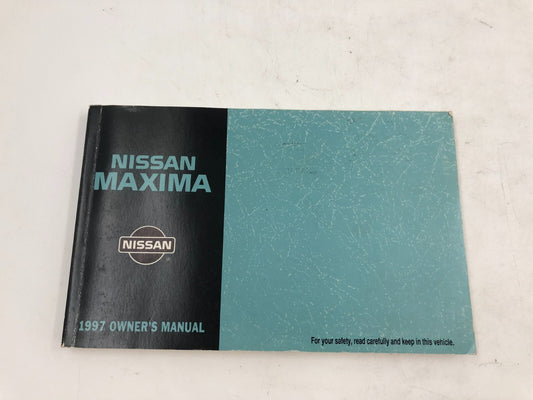 NISSAN
MAXIMA
NISSAN
1997 OWNER'S MANUAL
For your safety, read carefully and keep in this vehicle.